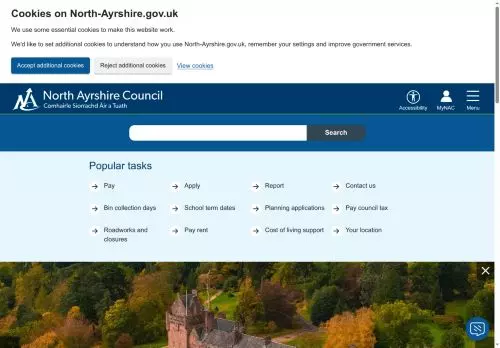 Cookies on North-Ayrshire.gov.uk
We use some essential cookies to make this website work.
We'd like to set additional cookies to understand how you use North-Ayrshire.gov.uk, remember your settings and improve government services.
Accept additional cookies
Reject additional cookies
View cookies
North Ayrshire Council
Comhairle Siorrachd Àir a Tuath
Accessibility
MyNAC
Menu
Search
Popular tasks
Pay
Apply
Report
Contact us
Bin collection days
School term dates
Planning applications
Pay council tax
Roadworks and
closures
Pay rent
Cost of living support
Your location